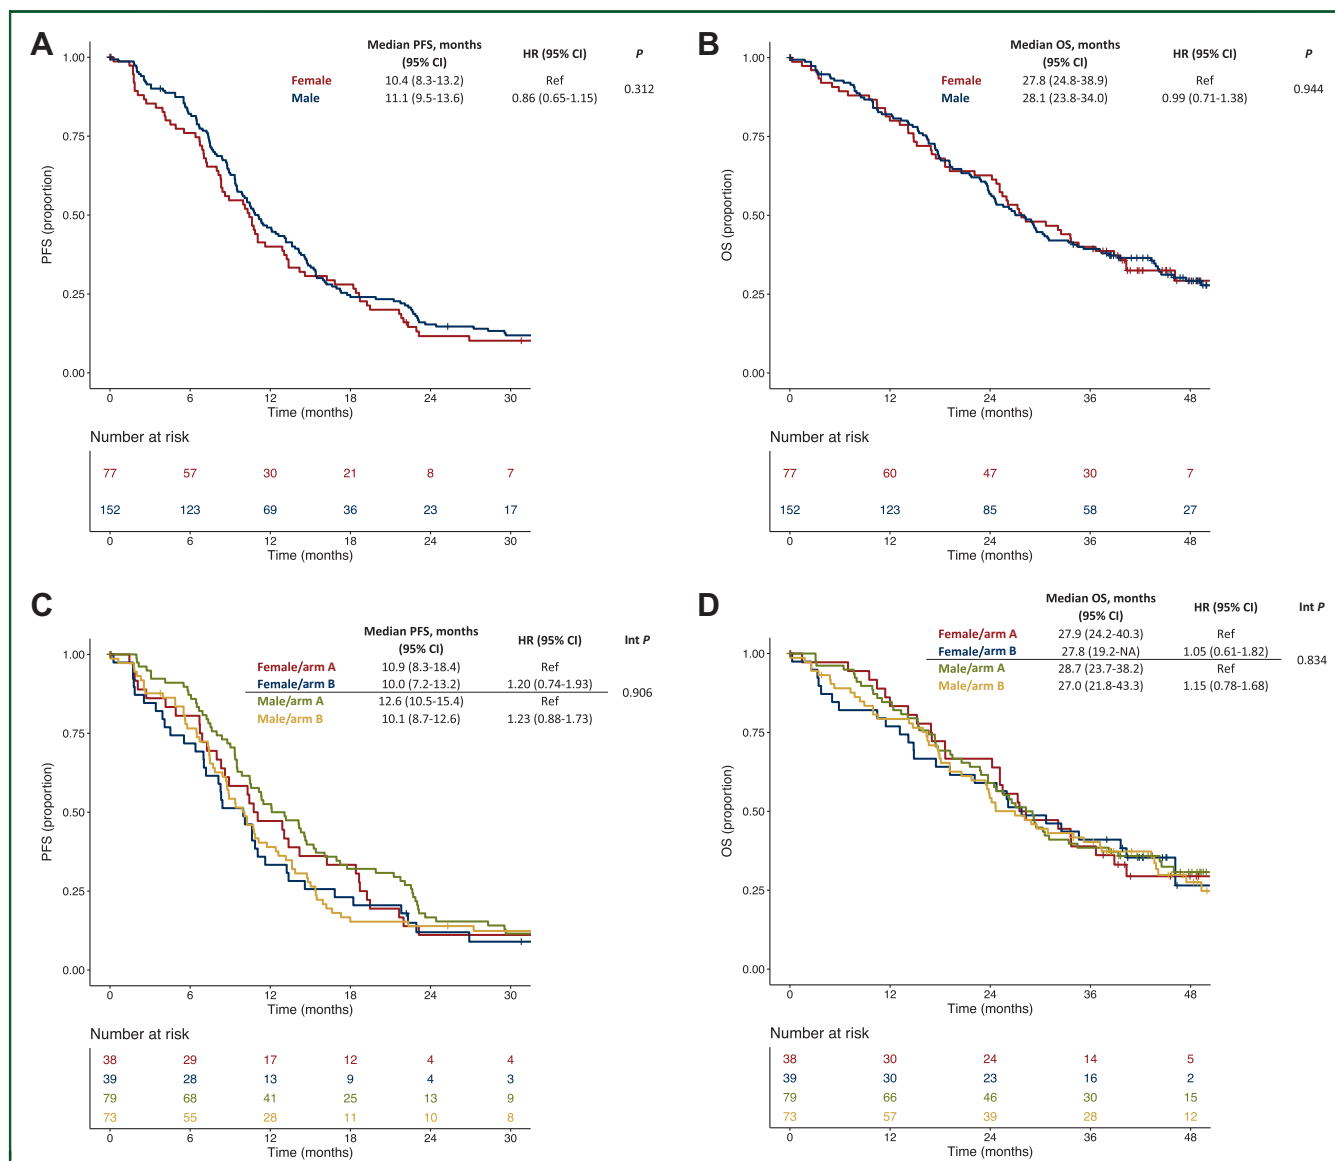 A
Median PFS, months HR (95% CI) P
(95% CI)
Female 10.4 (8.3-13.2) Ref
0.312
Male 11.1 (9.5-13.6) 0.86 (0.65-1.15)
1.00
0.75
0.50
0.25
0.00
PFS (proportion)
0 6 12 18 24 30
Time (months)
Number at risk
77 57 30 21 8 7
152 123 69 36 23 17
0 6 12 18 24 30
Time (months)
B
Median OS, months HR (95% CI) P
(95% CI)
Female 27.8 (24.8-38.9) Ref
0.944
Male 28.1 (23.8-34.0) 0.99 (0.71-1.38)
1.00
0.75
0.50
0.25
0.00
OS (proportion)
0 12 24 36 48
Time (months)
Number at risk
77 60 47 30 7
152 123 85 58 27
0 12 24 36 48
Time (months)
C
Median PFS, months HR (95% CI) Int P
(95% CI)
Female/arm A 10.9 (8.3-18.4) Ref
Female/arm B 10.0 (7.2-13.2) 1.20 (0.74-1.93)
0.906
Male/arm A 12.6 (10.5-15.4) Ref
Male/arm B 10.1 (8.7-12.6) 1.23 (0.88-1.73)
1.00
0.75
0.50
0.25
0.00
PFS (proportion)
0 6 12 18 24 30
Time (months)
Number at risk
38 29 17 12 4 4
39 28 13 9 4 3
79 68 41 25 13 9
73 55 28 11 10 8
0 6 12 18 24 30
Time (months)
D
Median OS, months HR (95% CI) Int P
(95% CI)
Female/arm A 27.9 (24.2-40.3) Ref
Female/arm B 27.8 (19.2-NA) 1.05 (0.61-1.82)
0.834
Male/arm A 28.7 (23.7-38.2) Ref
Male/arm B 27.0 (21.8-43.3) 1.15 (0.78-1.68)
1.00
0.75
0.50
0.25
0.00
OS (proportion)
0 12 24 36 48
Time (months)
Number at risk
38 30 24 14 5
39 30 23 16 2
79 66 46 30 15
73 57 39 28 12
0 12 24 36 48
Time (months)